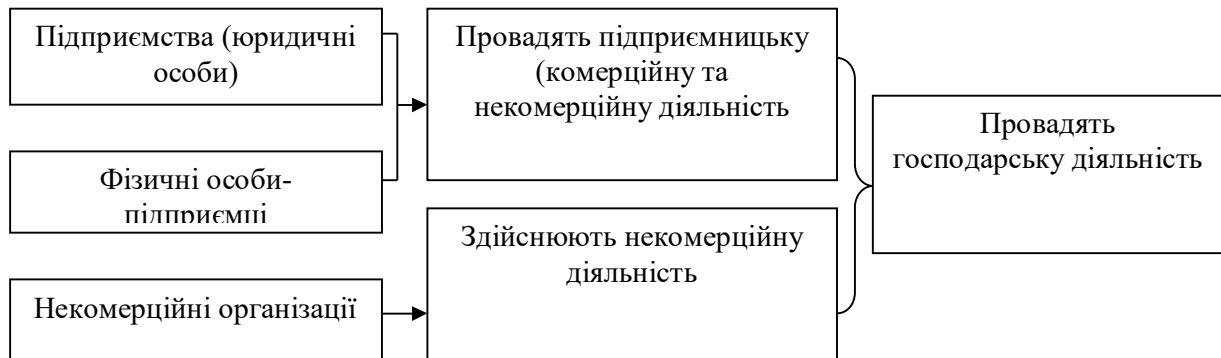 Підприємства (юридичні
особи)
Фізичні особи-
підприємці
Некомерційні організації
Провадять підприємницьку
(комерційну та
некомерційну діяльність
Здійснюють некомерційну
діяльність
Провадять
господарську діяльність